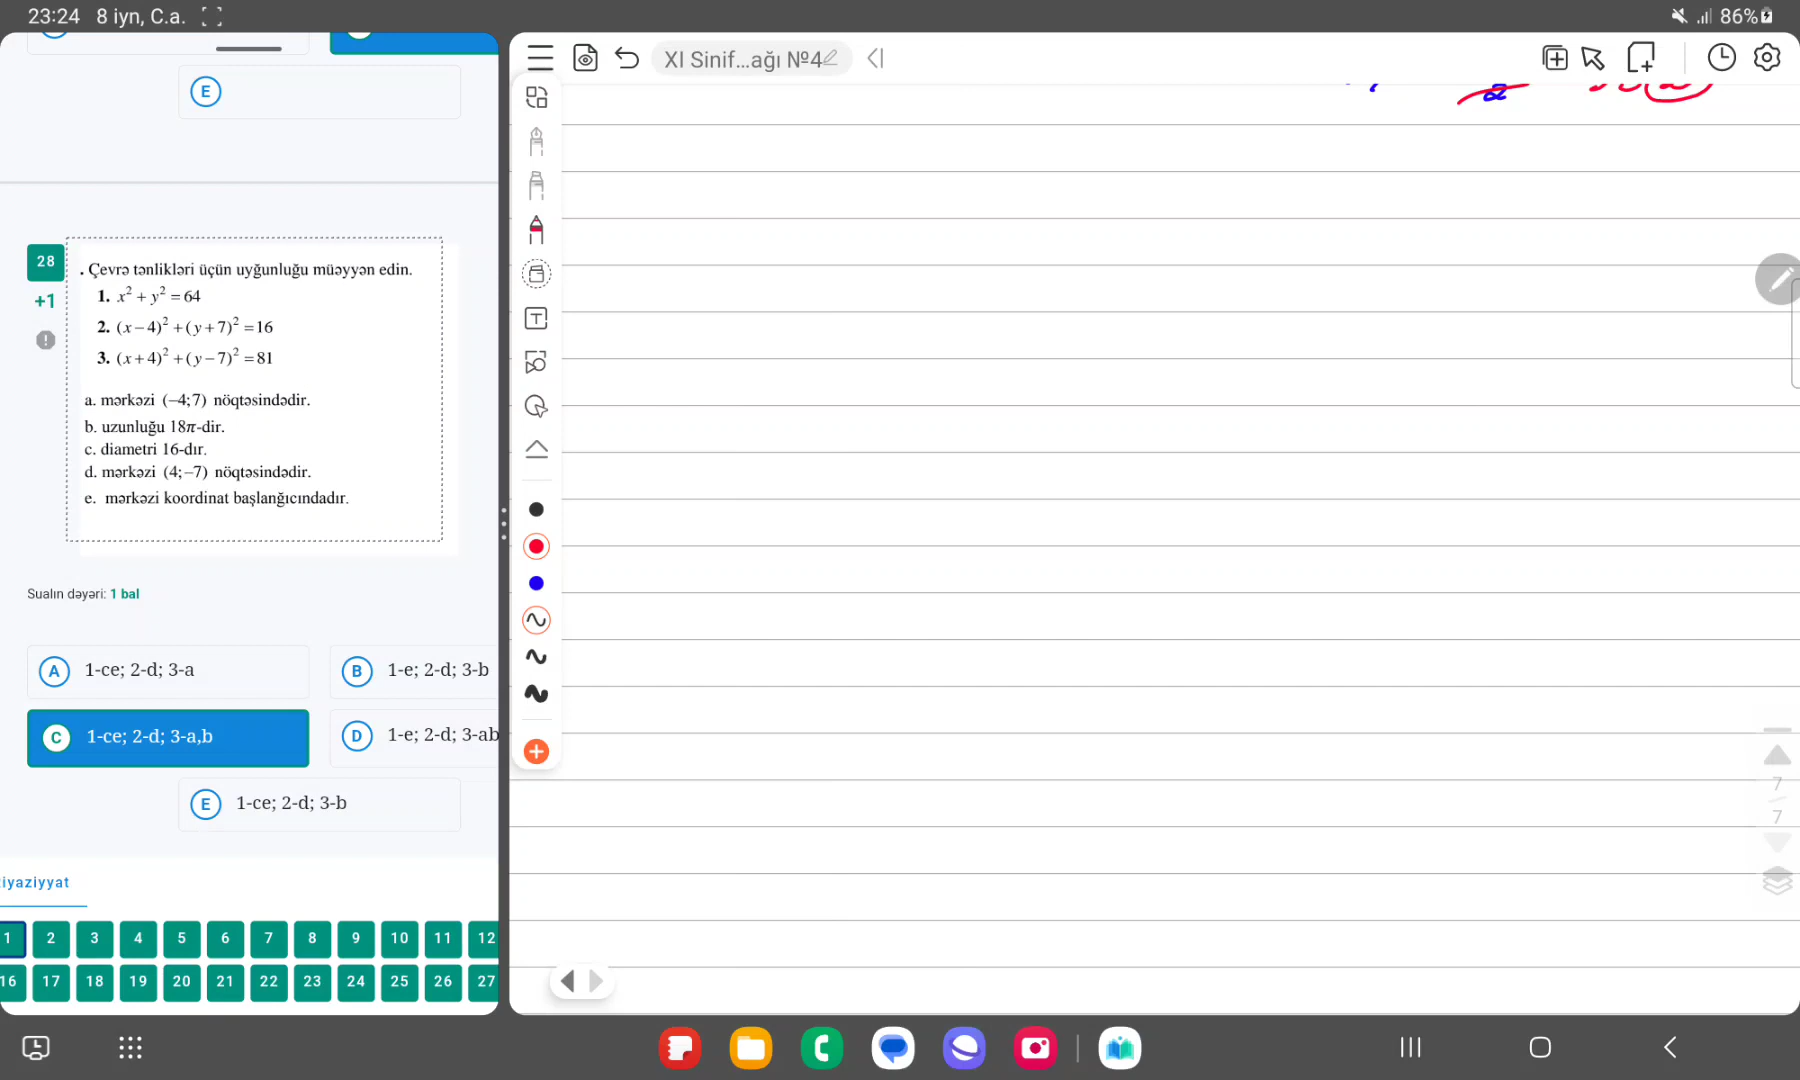 23:24 8 iyn, C.a.
86%
E
XI Sinif...ağı №4
28
+1
. Çevrə tənlikləri üçün uyğunluğu müəyyən edin.
1. x² + y² = 64
2. (x − 4)² + (y + 7)² = 16
3. (x + 4)² + (y − 7)² = 81
a. mərkəzi (−4;7) nöqtəsindədir.
b. uzunluğu 18π-dir.
c. diametri 16-dır.
d. mərkəzi (4;−7) nöqtəsindədir.
e. mərkəzi koordinat başlanğıcındadır.
Sualın dəyəri: 1 bal
A 1-ce; 2-d; 3-a
B 1-e; 2-d; 3-b
C 1-ce; 2-d; 3-a,b
D 1-e; 2-d; 3-ab
E 1-ce; 2-d; 3-b
iyaziyyat
1 2 3 4 5 6 7 8 9 10 11 12
16 17 18 19 20 21 22 23 24 25 26 27
7
7